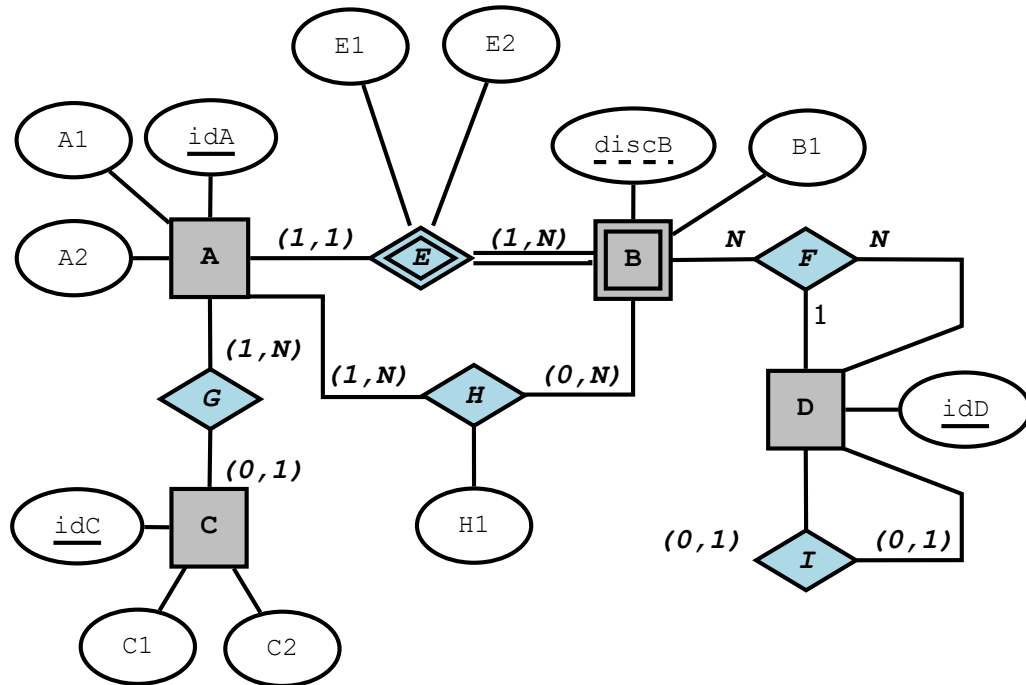 E1
E2
A1
idA
discB
B1
A2
A
(1,1)
E
(1,N)
B
N
F
N
1
(1,N)
(1,N)
H
(0,N)
G
D
idD
(0,1)
idC
C
H1
(0,1)
I
(0,1)
C1
C2